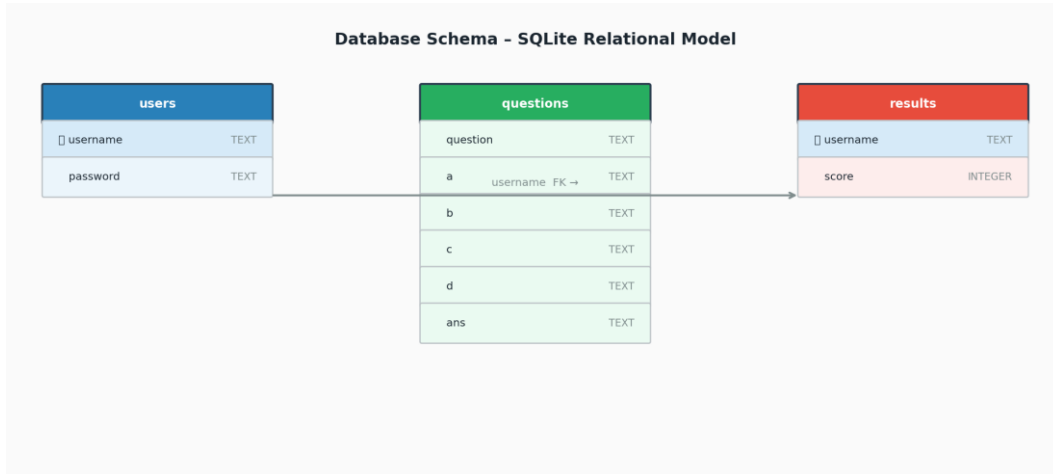 Database Schema – SQLite Relational Model
users
username TEXT
password TEXT
questions
question TEXT
a TEXT
username FK →
b TEXT
c TEXT
d TEXT
ans TEXT
results
username TEXT
score INTEGER